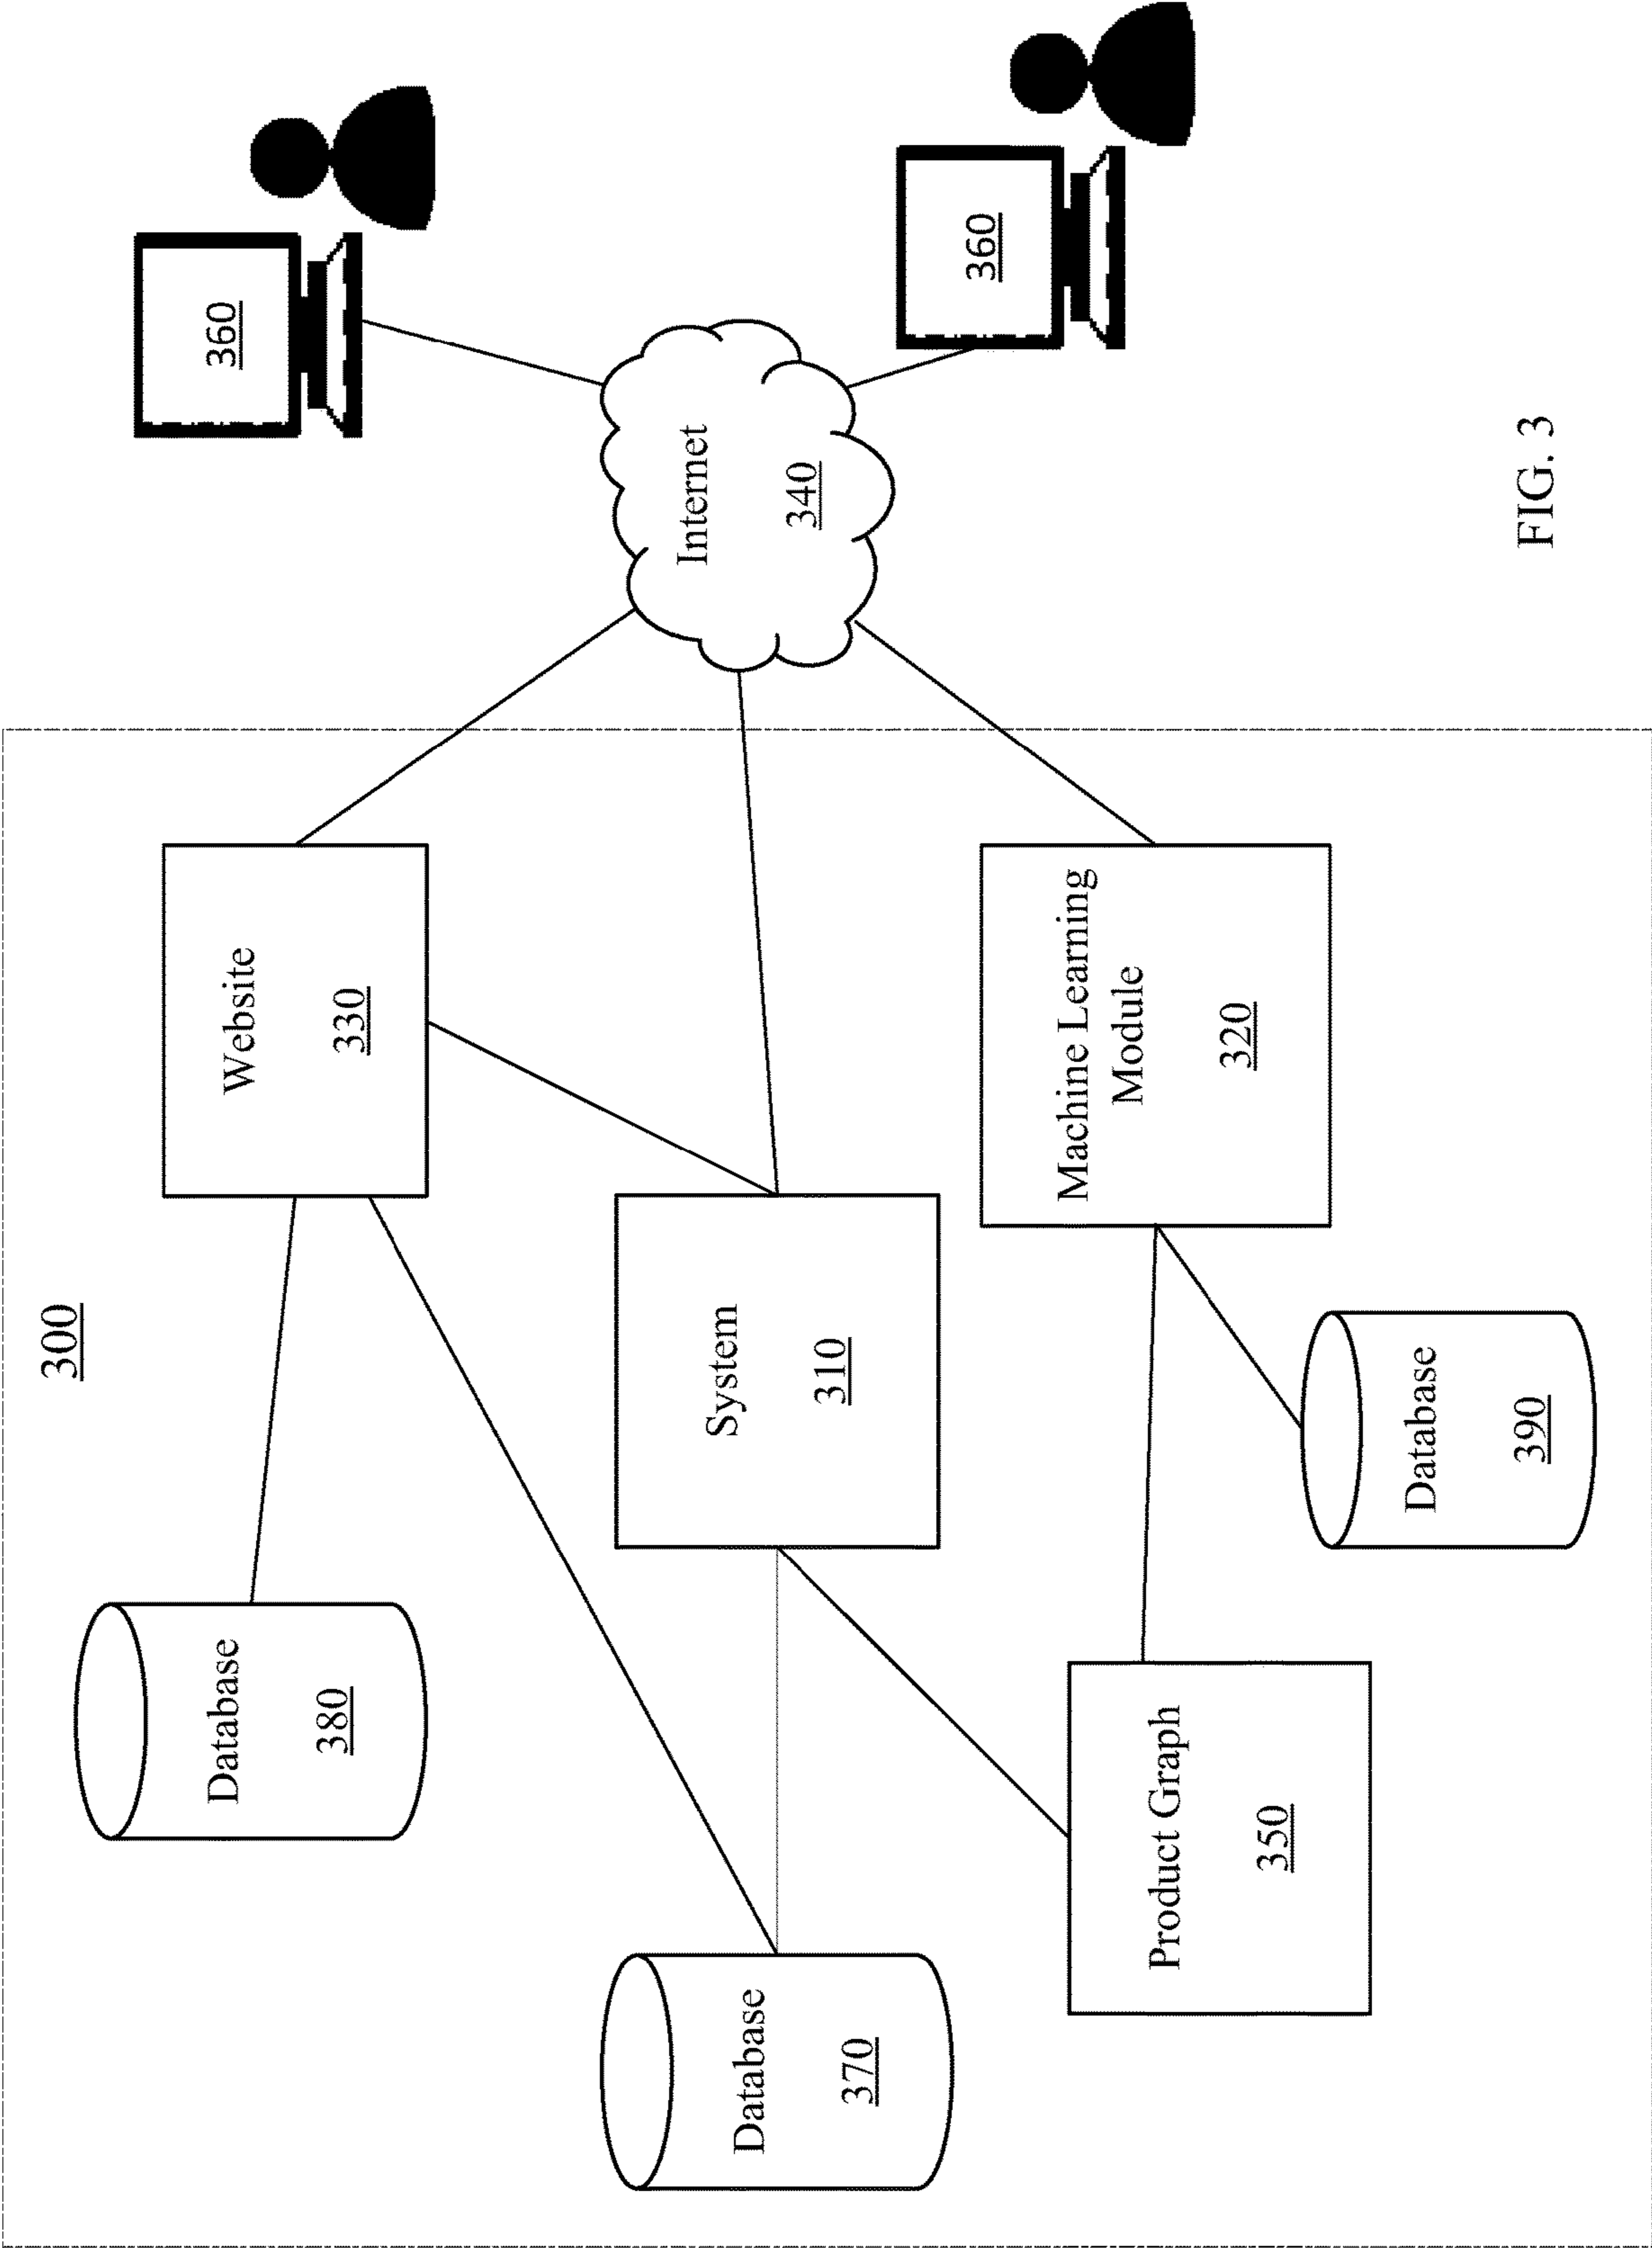 300
Database
380
Website
330
360
Database
370
System
310
Internet
340
360
Product Graph
350
Database
390
Machine Learning
Module
320
FIG. 3